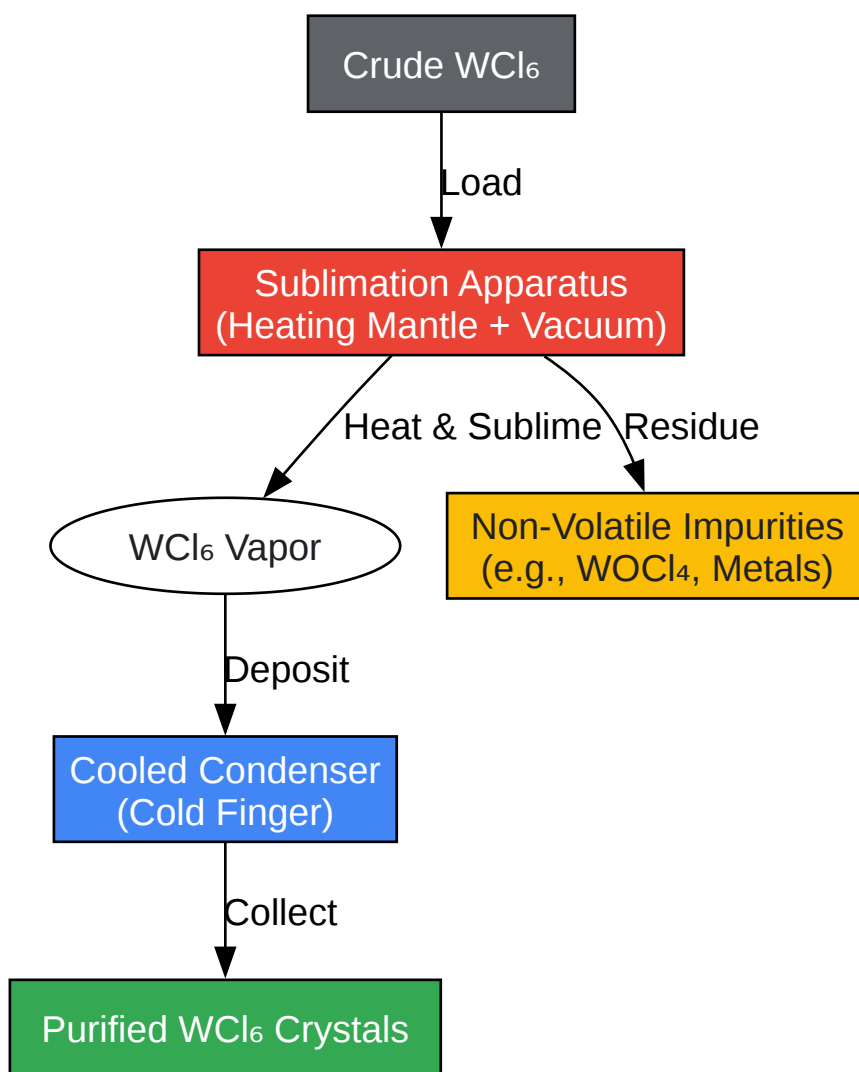 Crude WCl₆
Load
Sublimation Apparatus
(Heating Mantle + Vacuum)
Heat & Sublime
Residue
WCl₆ Vapor
Non-Volatile Impurities
(e.g., WOCl₄, Metals)
Deposit
Cooled Condenser
(Cold Finger)
Collect
Purified WCl₆ Crystals